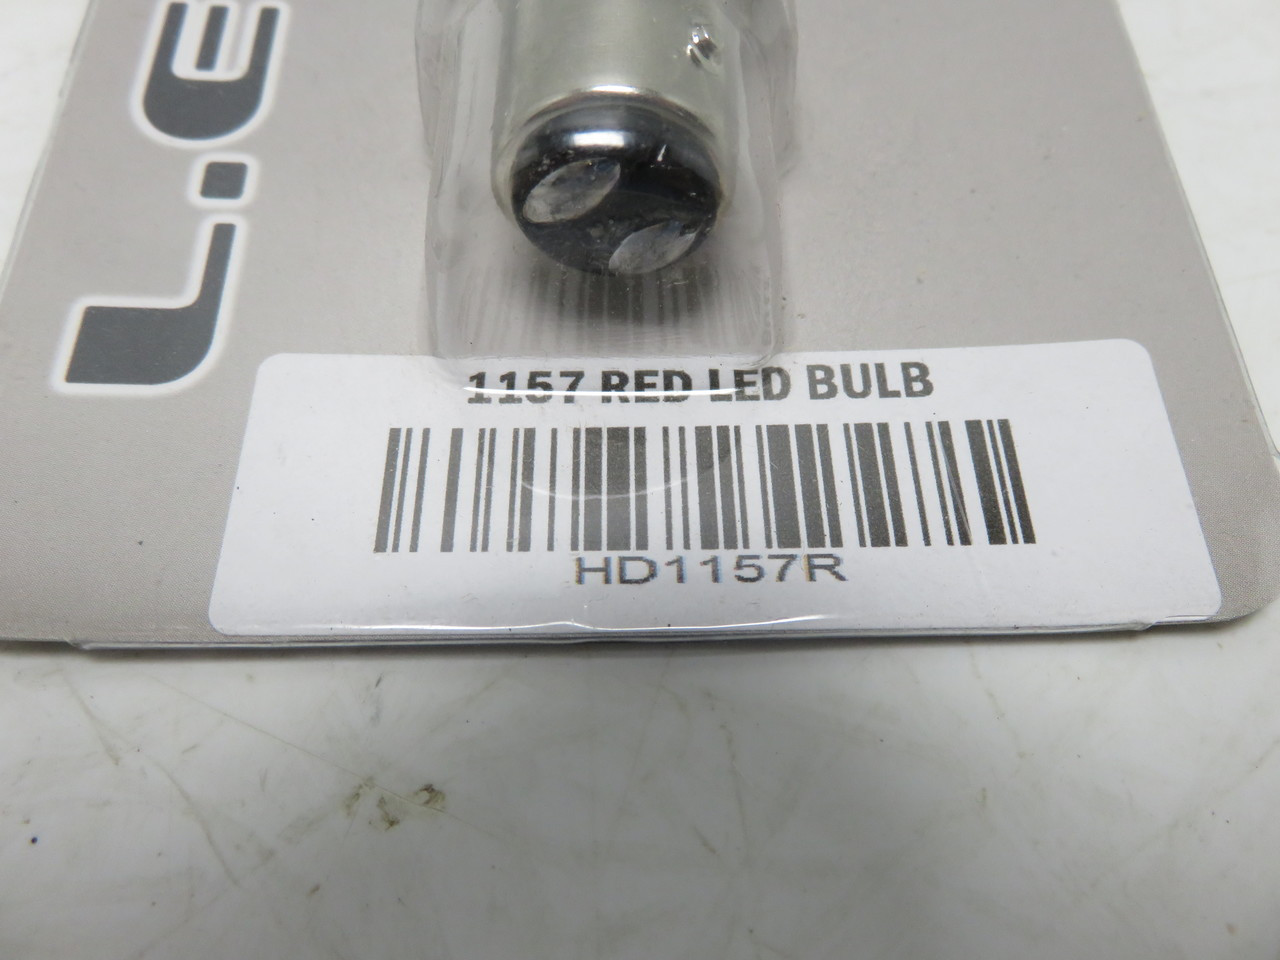 L.E
1157 RED LED BULB
HD1157R